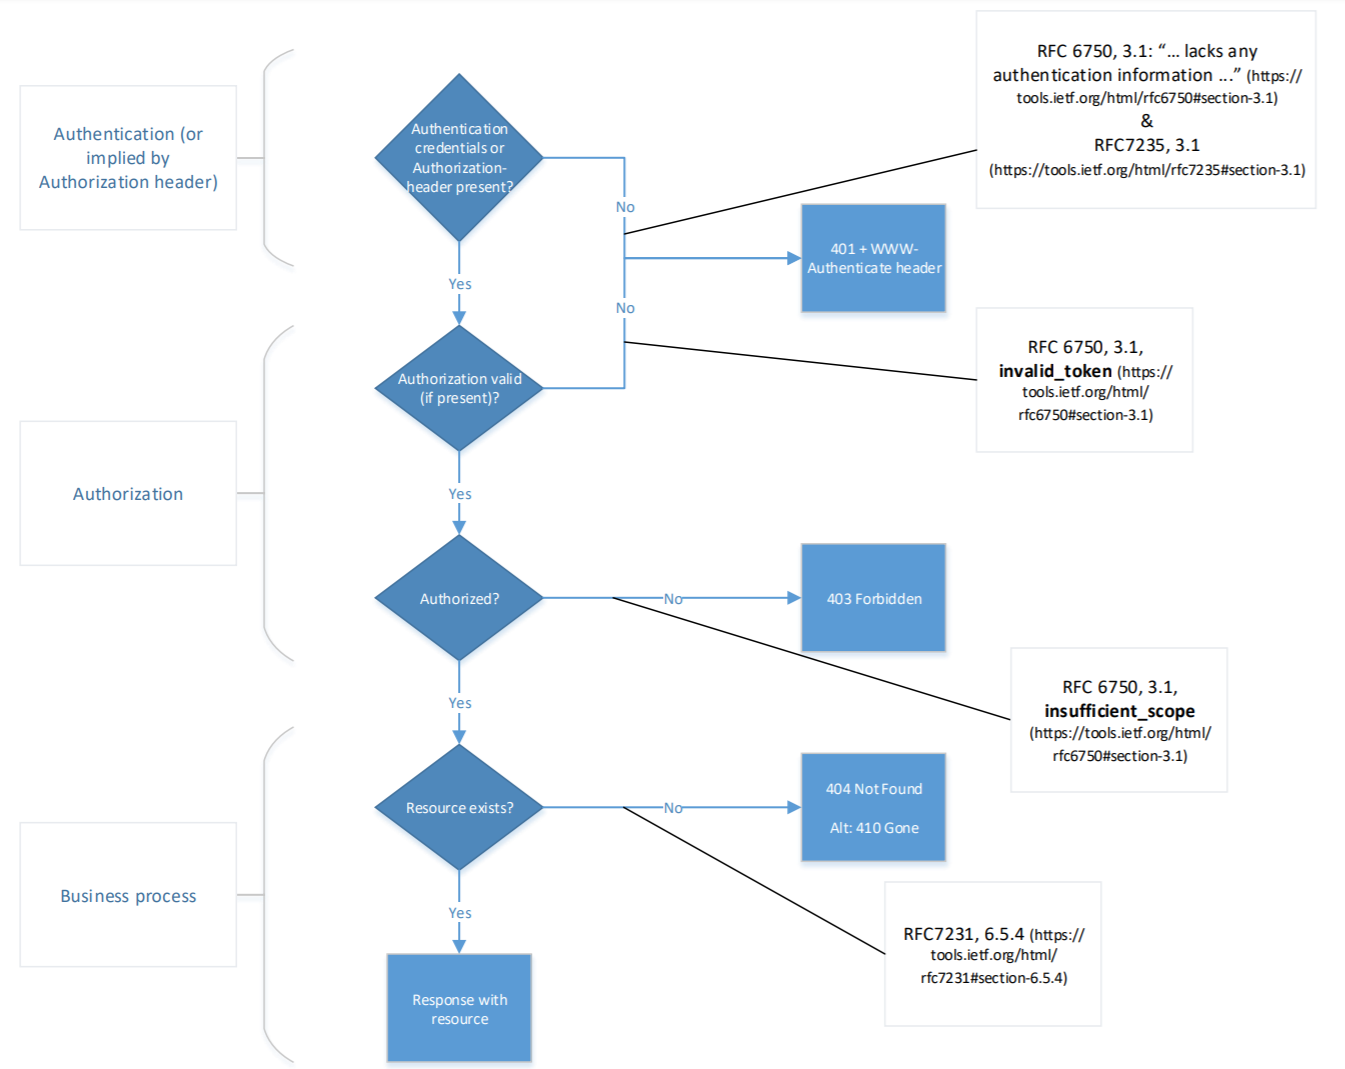 Authentication (or
implied by
Authorization header)
Authentication
credentials or
Authorization-
header present?
No
RFC 6750, 3.1: “... lacks any
authentication information ...” (https://
tools.ietf.org/html/rfc6750#section-3.1)
&
RFC7235, 3.1
(https://tools.ietf.org/html/rfc7235#section-3.1)
401 + WWW-
Authenticate header
Yes
No
Authorization valid
(if present)?
RFC 6750, 3.1,
invalid_token (https://
tools.ietf.org/html/
rfc6750#section-3.1)
Authorization
Yes
Authorized?
No
403 Forbidden
RFC 6750, 3.1,
insufficient_scope
(https://tools.ietf.org/html/
rfc6750#section-3.1)
Yes
Resource exists?
No
404 Not Found
Alt: 410 Gone
Business process
Yes
RFC7231, 6.5.4 (https://
tools.ietf.org/html/
rfc7231#section-6.5.4)
Response with
resource